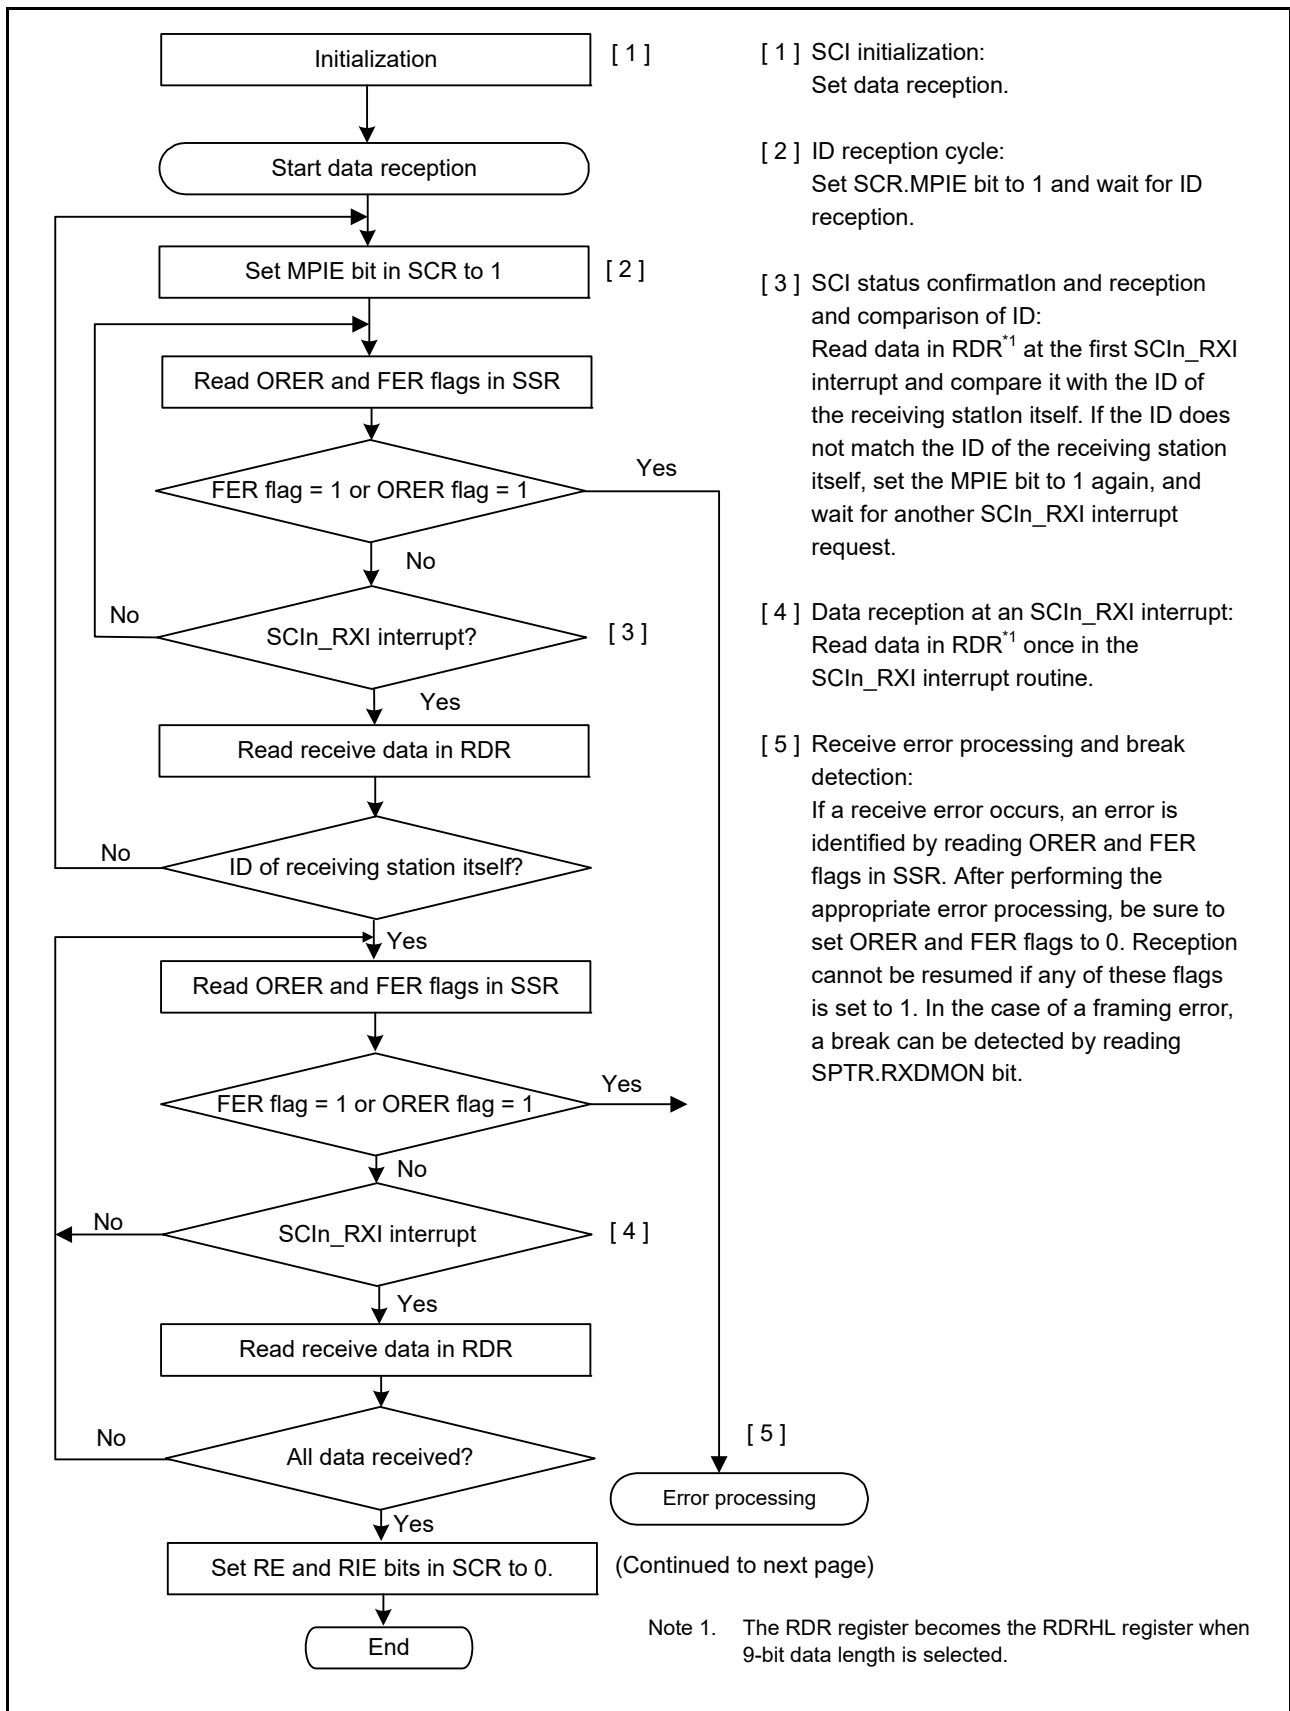 Initialization
[ 1 ]
Start data reception
Set MPIE bit in SCR to 1
[ 2 ]
Read ORER and FER flags in SSR
FER flag = 1 or ORER flag = 1
Yes
No
SCIn_RXI interrupt?
No
[ 3 ]
Yes
Read receive data in RDR
ID of receiving station itself?
No
Yes
Read ORER and FER flags in SSR
FER flag = 1 or ORER flag = 1
Yes
No
SCIn_RXI interrupt
No
[ 4 ]
Yes
Read receive data in RDR
All data received?
No
Yes
[ 5 ]
Error processing
Set RE and RIE bits in SCR to 0.
(Continued to next page)
End
[ 1 ] SCI initialization:
Set data reception.
[ 2 ] ID reception cycle:
Set SCR.MPIE bit to 1 and wait for ID
reception.
[ 3 ] SCI status confirmatIon and reception
and comparison of ID:
Read data in RDR*1 at the first SCIn_RXI
interrupt and compare it with the ID of
the receiving statIon itself. If the ID does
not match the ID of the receiving station
itself, set the MPIE bit to 1 again, and
wait for another SCIn_RXI interrupt
request.
[ 4 ] Data reception at an SCIn_RXI interrupt:
Read data in RDR*1 once in the
SCIn_RXI interrupt routine.
[ 5 ] Receive error processing and break
detection:
If a receive error occurs, an error is
identified by reading ORER and FER
flags in SSR. After performing the
appropriate error processing, be sure to
set ORER and FER flags to 0. Reception
cannot be resumed if any of these flags
is set to 1. In the case of a framing error,
a break can be detected by reading
SPTR.RXDMON bit.
Note 1. The RDR register becomes the RDRHL register when
9-bit data length is selected.